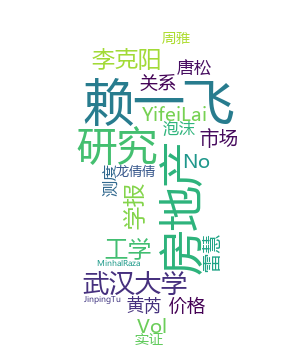 周雅
李克阳
唐松
关系
赖一飞
YifeiLai
泡沫
市场
研究
No
房地产
测度
龙倩倩
学报
工学
雷慧
MinhalRaza
武汉大学
JinpingTu
黄芮
价格
Vol
实证